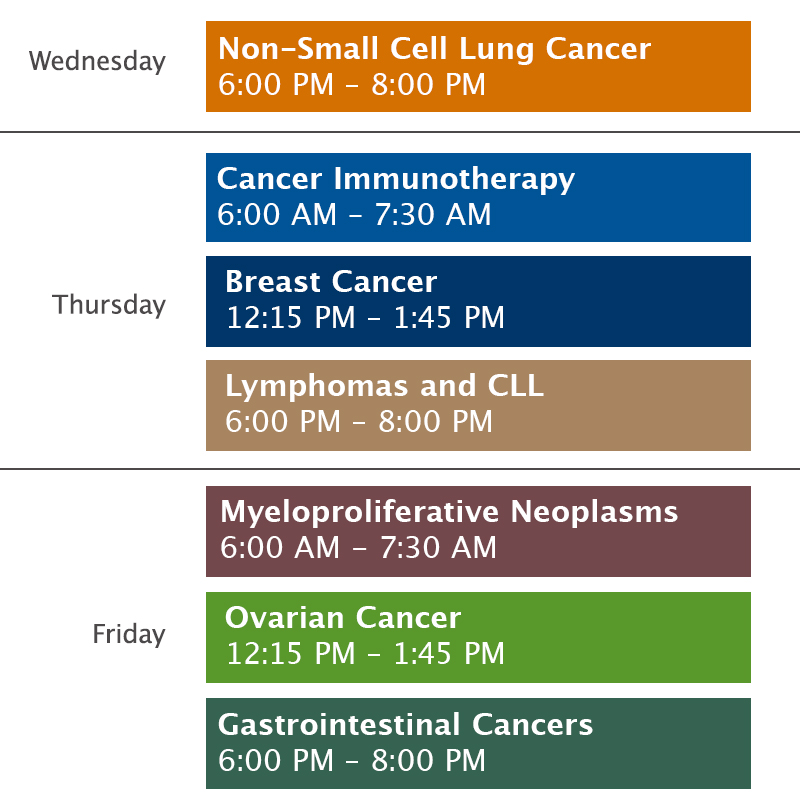 Wednesday
Non-Small Cell Lung Cancer
6:00 PM – 8:00 PM
Thursday
Cancer Immunotherapy
6:00 AM – 7:30 AM
Breast Cancer
12:15 PM – 1:45 PM
Lymphomas and CLL
6:00 PM – 8:00 PM
Friday
Myeloproliferative Neoplasms
6:00 AM – 7:30 AM
Ovarian Cancer
12:15 PM – 1:45 PM
Gastrointestinal Cancers
6:00 PM – 8:00 PM